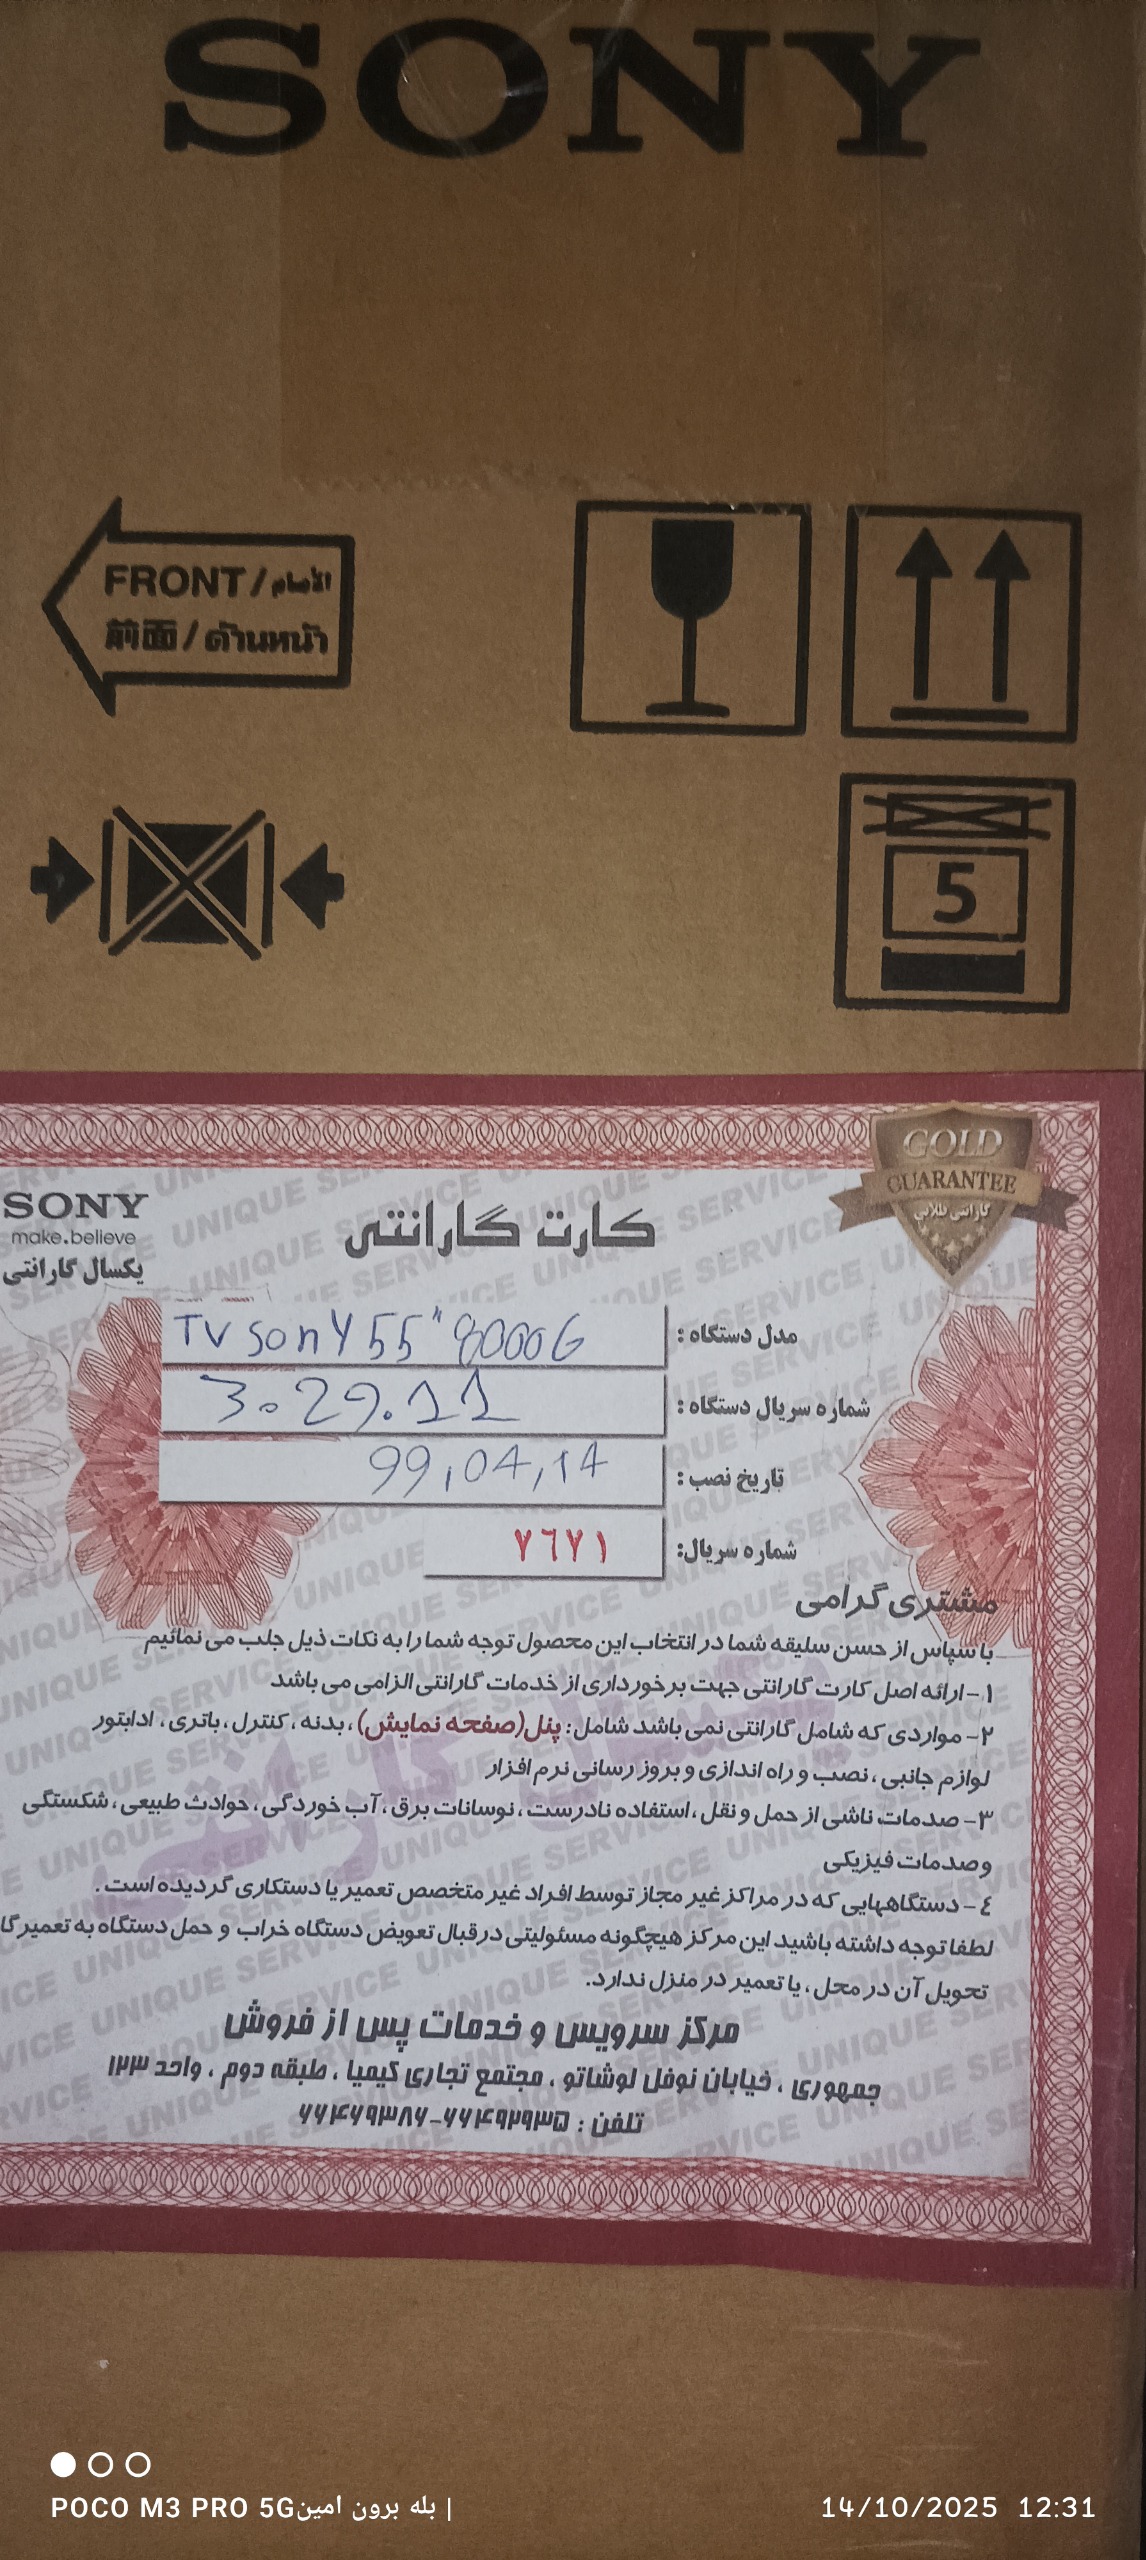 SONY
FRONT / الأمام
前面 / ด้านหน้า
5
GOLD
GUARANTEE
گارانتی طلایی
SONY
make.believe
یکسال گارانتی
کارت گارانتی
مدل دستگاه : TV SONY 55" 8000G
شماره سریال دستگاه : 3029.11
تاریخ نصب : 99,04,14
شماره سریال: ۷٦۷۱
مشتری گرامی
با سپاس از حسن سلیقه شما در انتخاب این محصول توجه شما را به نکات ذیل جلب می نمائیم
۱- ارائه اصل کارت گارانتی جهت برخورداری از خدمات گارانتی الزامی می باشد
۲- مواردی که شامل گارانتی نمی باشد شامل : پنل(صفحه نمایش) ، بدنه ، کنترل ، باتری ، ادابتور
لوازم جانبی ، نصب و راه اندازی و بروز رسانی نرم افزار
۳- صدمات ناشی از حمل و نقل ، استفاده نادرست ، نوسانات برق ، آب خوردگی ، حوادث طبیعی ، شکستگی
و صدمات فیزیکی
٤- دستگاههایی که در مراکز غیر مجاز توسط افراد غیر متخصص تعمیر یا دستکاری گردیده است .
لطفا توجه داشته باشید این مرکز هیچگونه مسئولیتی در قبال تعویض دستگاه خراب و حمل دستگاه به تعمیرگا
تحویل آن در محل ، یا تعمیر در منزل ندارد.
مرکز سرویس و خدمات پس از فروش
جمهوری ، خیابان نوفل لوشاتو ، مجتمع تجاری کیمیا ، طبقه دوم ، واحد ۱۲۳
تلفن : ۶۶۴۹۲۹۳۵-۶۶۴۶۹۳۸۶
UNIQUE SERVICE
POCO M3 PRO 5G بله برون امین |
14/10/2025 12:31